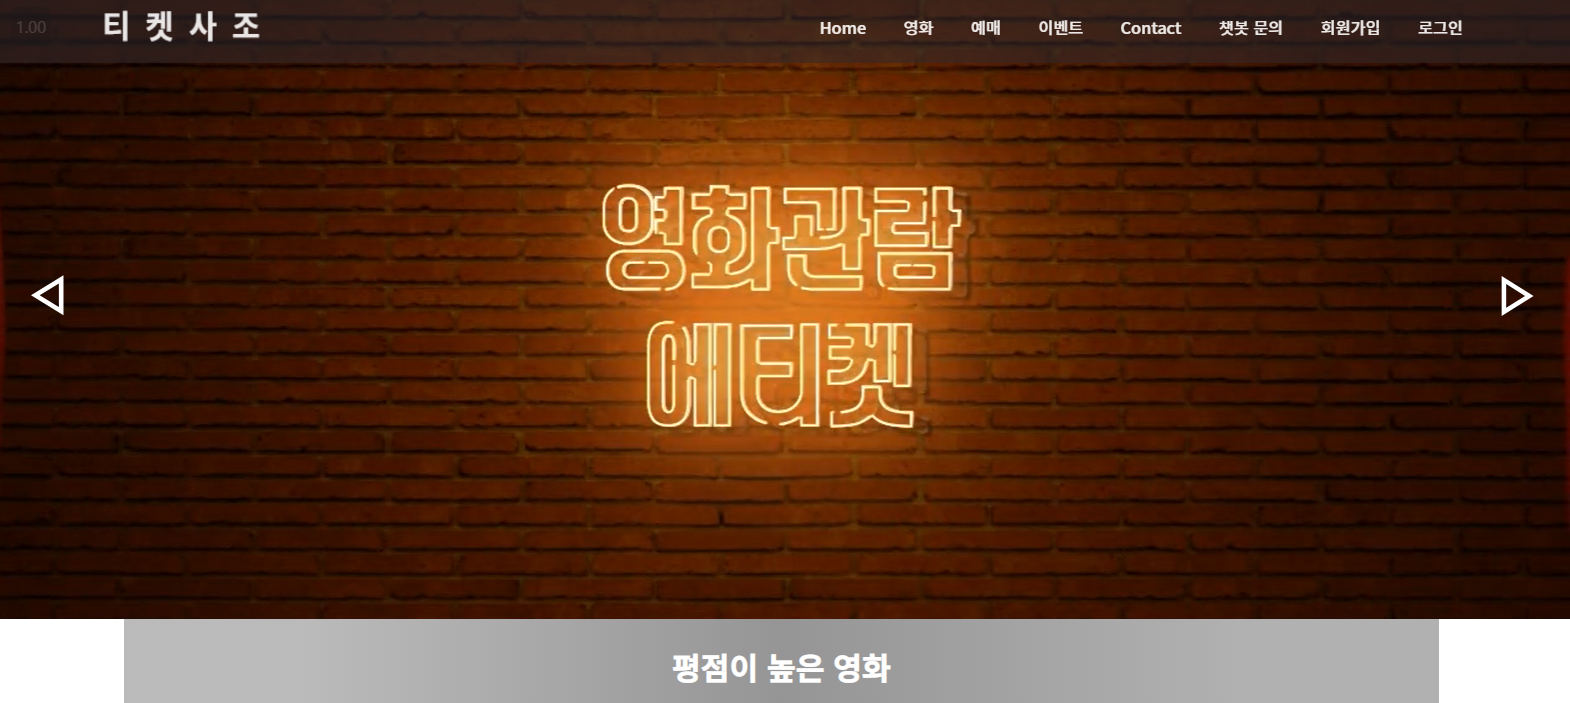 1.00
티켓사조
Home 영화 예매 이벤트 Contact 챗봇 문의 회원가입 로그인
영화관람
에티켓
평점이 높은 영화